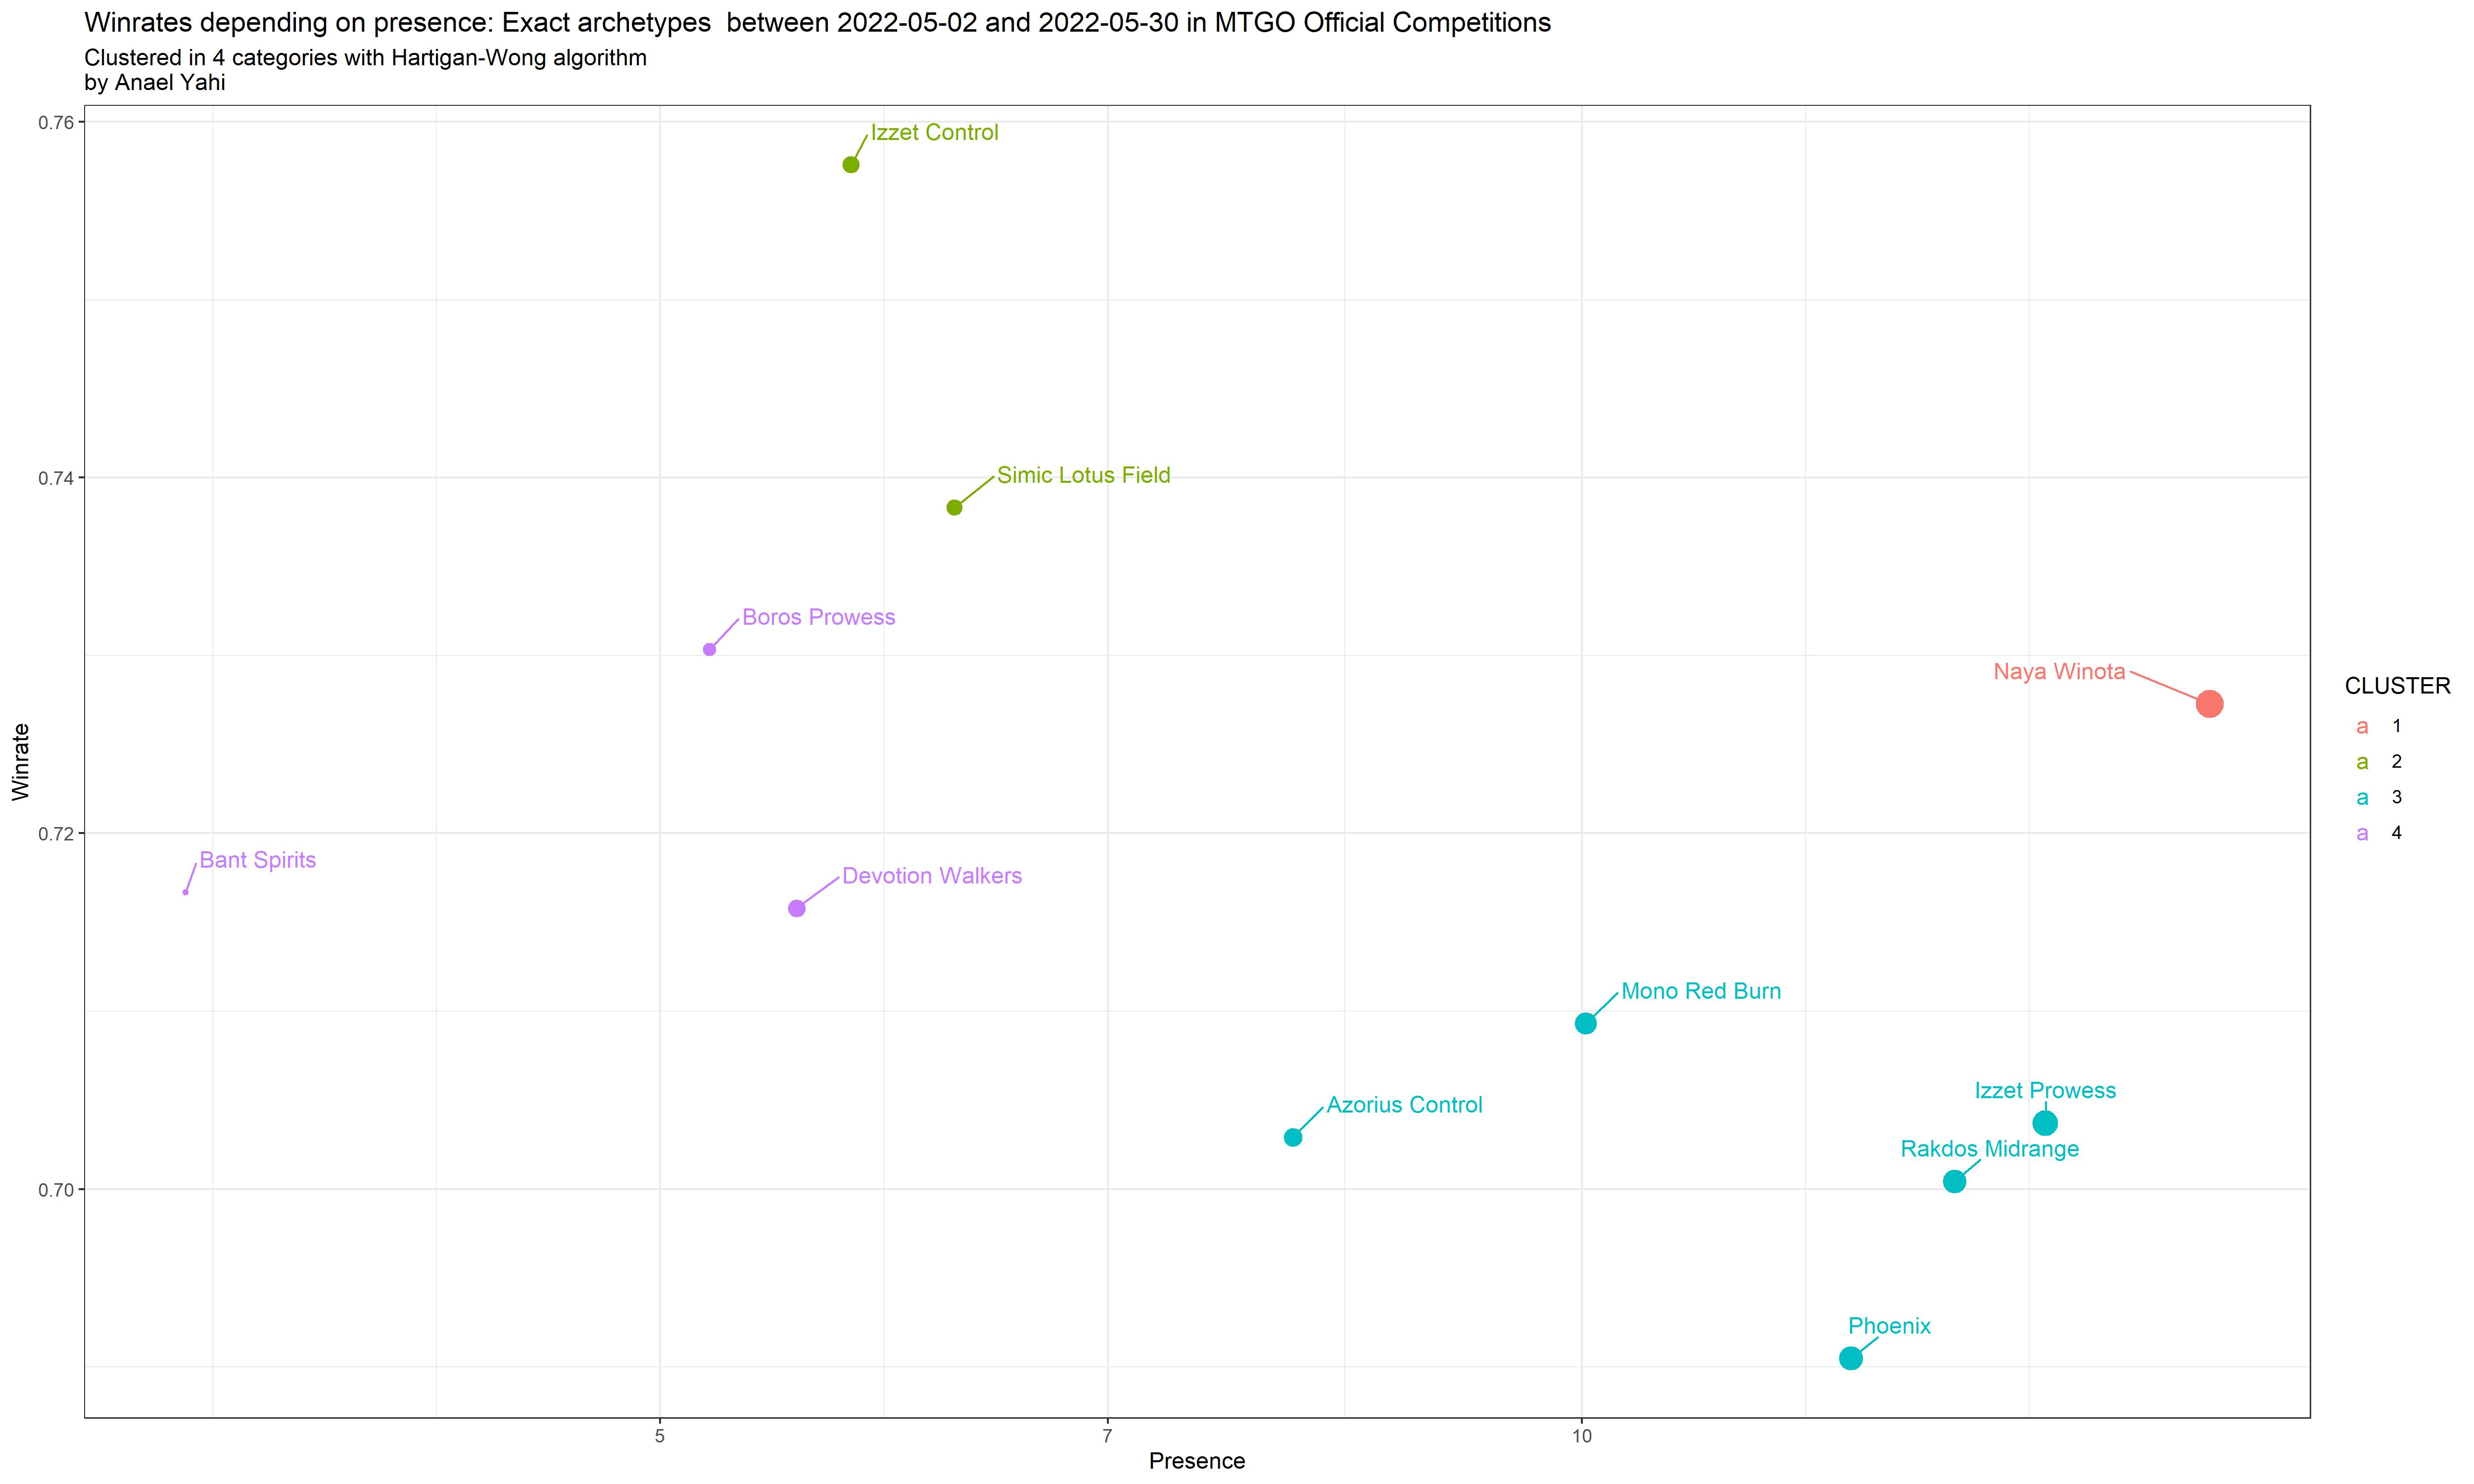 Winrates depending on presence: Exact archetypes  between 2022-05-02 and 2022-05-30 in MTGO Official Competitions
Clustered in 4 categories with Hartigan-Wong algorithm
by Anael Yahi
0.76
Izzet Control
0.74
Simic Lotus Field
Boros Prowess
Naya Winota
CLUSTER
a 1
a 2
a 3
a 4
Winrate
0.72
Bant Spirits
Devotion Walkers
Mono Red Burn
Izzet Prowess
Azorius Control
Rakdos Midrange
0.70
Phoenix
5 7 10
Presence